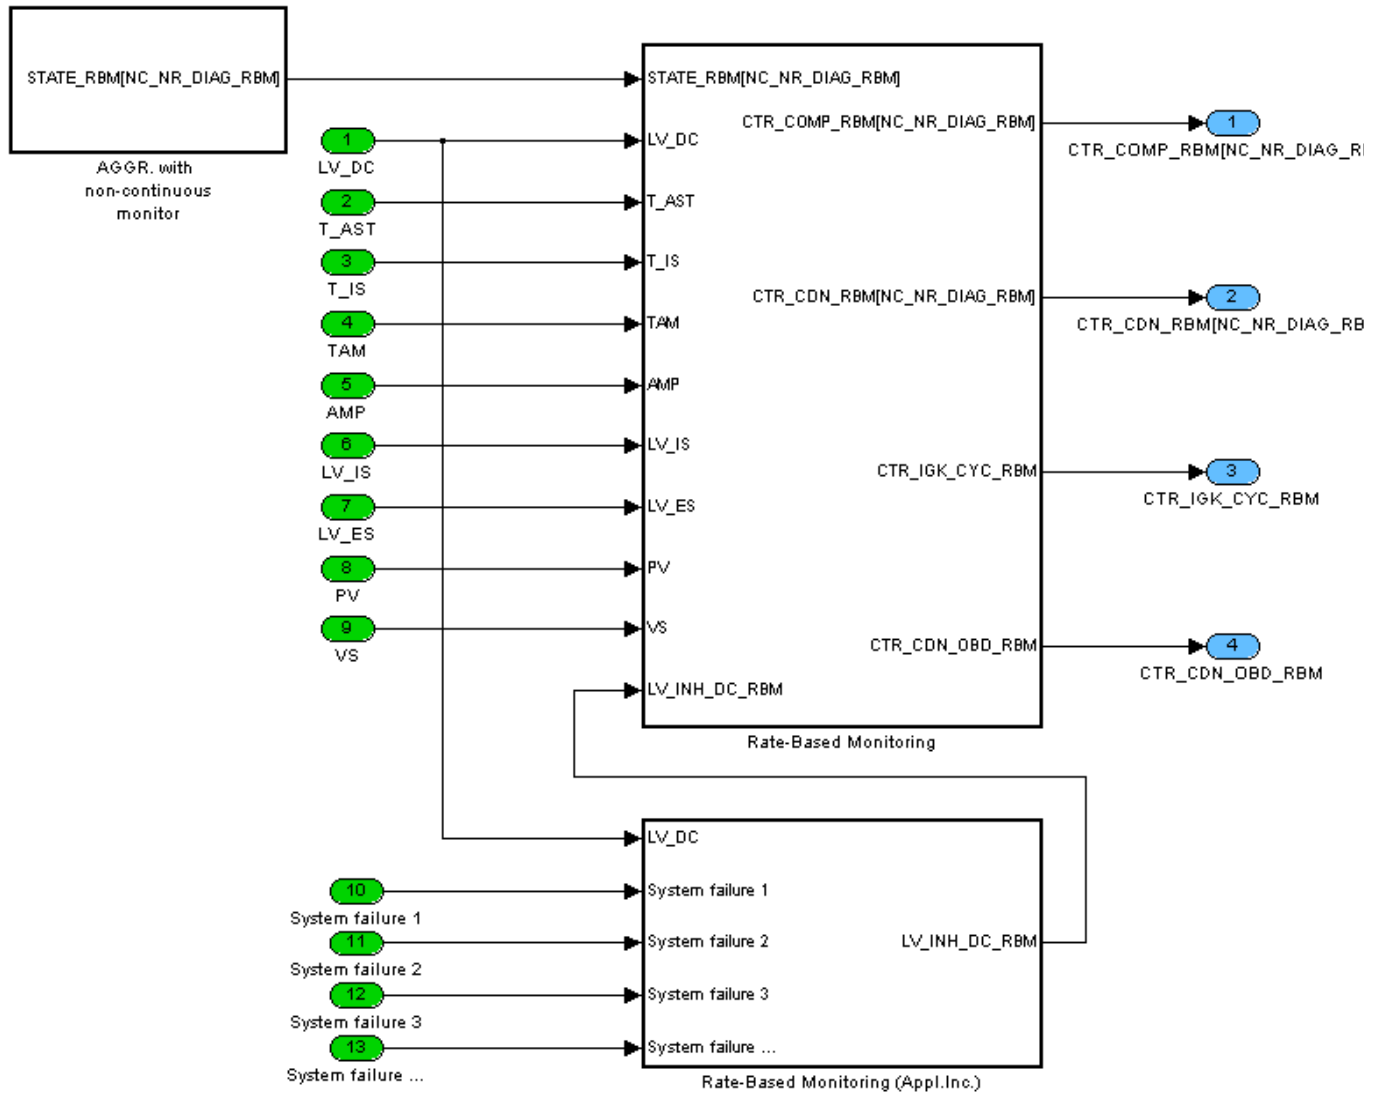 STATE_RBM[NC_NR_DIAG_RBM]
AGGR. with
non-continuous
monitor
1
LV_DC
2
T_AST
3
T_IS
4
TAM
5
AMP
6
LV_IS
7
LV_ES
8
PV
9
VS
STATE_RBM[NC_NR_DIAG_RBM]
LV_DC
T_AST
T_IS
TAM
AMP
LV_IS
LV_ES
PV
VS
LV_INH_DC_RBM
CTR_COMP_RBM[NC_NR_DIAG_RBM]
CTR_CDN_RBM[NC_NR_DIAG_RBM]
CTR_IGK_CYC_RBM
CTR_CDN_OBD_RBM
Rate-Based Monitoring
1
CTR_COMP_RBM[NC_NR_DIAG_R
2
CTR_CDN_RBM[NC_NR_DIAG_RB
3
CTR_IGK_CYC_RBM
4
CTR_CDN_OBD_RBM
10
System failure 1
11
System failure 2
12
System failure 3
13
System failure ...
LV_DC
System failure 1
System failure 2
System failure 3
System failure ...
LV_INH_DC_RBM
Rate-Based Monitoring (Appl.Inc.)